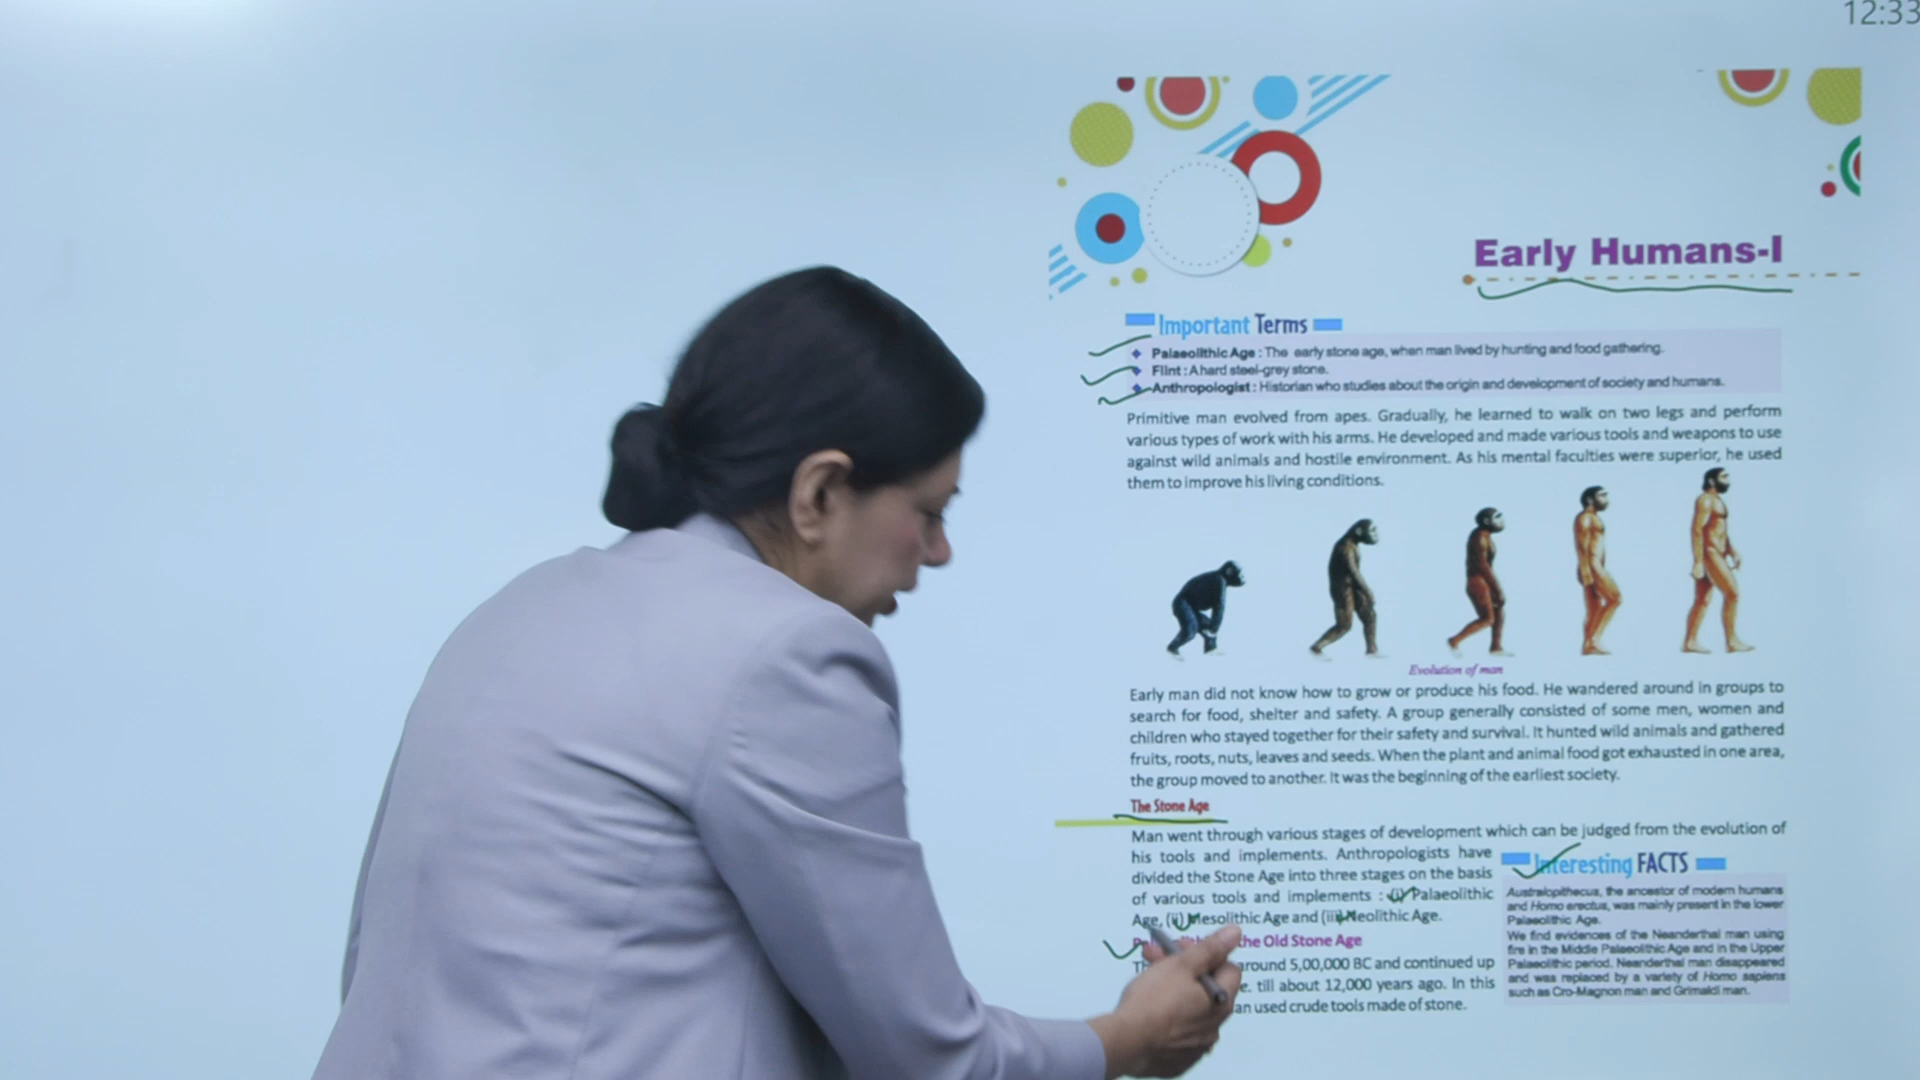 12:33
Early Humans-I
Important Terms
Palaeolithic Age : The early stone age, when man lived by hunting and food gathering.
Flint : A hard steel-grey stone.
Anthropologist : Historian who studies about the origin and development of society and humans.
Primitive man evolved from apes. Gradually, he learned to walk on two legs and perform
various types of work with his arms. He developed and made various tools and weapons to use
against wild animals and hostile environment. As his mental faculties were superior, he used
them to improve his living conditions.
Evolution of man
Early man did not know how to grow or produce his food. He wandered around in groups to
search for food, shelter and safety. A group generally consisted of some men, women and
children who stayed together for their safety and survival. It hunted wild animals and gathered
fruits, roots, nuts, leaves and seeds. When the plant and animal food got exhausted in one area,
the group moved to another. It was the beginning of the earliest society.
The Stone Age
Man went through various stages of development which can be judged from the evolution of
his tools and implements. Anthropologists have
divided the Stone Age into three stages on the basis
of various tools and implements : (i) Palaeolithic
Age, (ii) Mesolithic Age and (iii) Neolithic Age.
the Old Stone Age
around 5,00,000 BC and continued up
e. till about 12,000 years ago. In this
an used crude tools made of stone.
Interesting FACTS
Australopithecus, the ancestor of modern humans
and Homo erectus, was mainly present in the lower
Palaeolithic Age.
We find evidences of the Neanderthal man using
fire in the Middle Palaeolithic Age and in the Upper
Palaeolithic period. Neanderthal man disappeared
and was replaced by a variety of Homo sapiens
such as Cro-Magnon man and Grimaldi man.